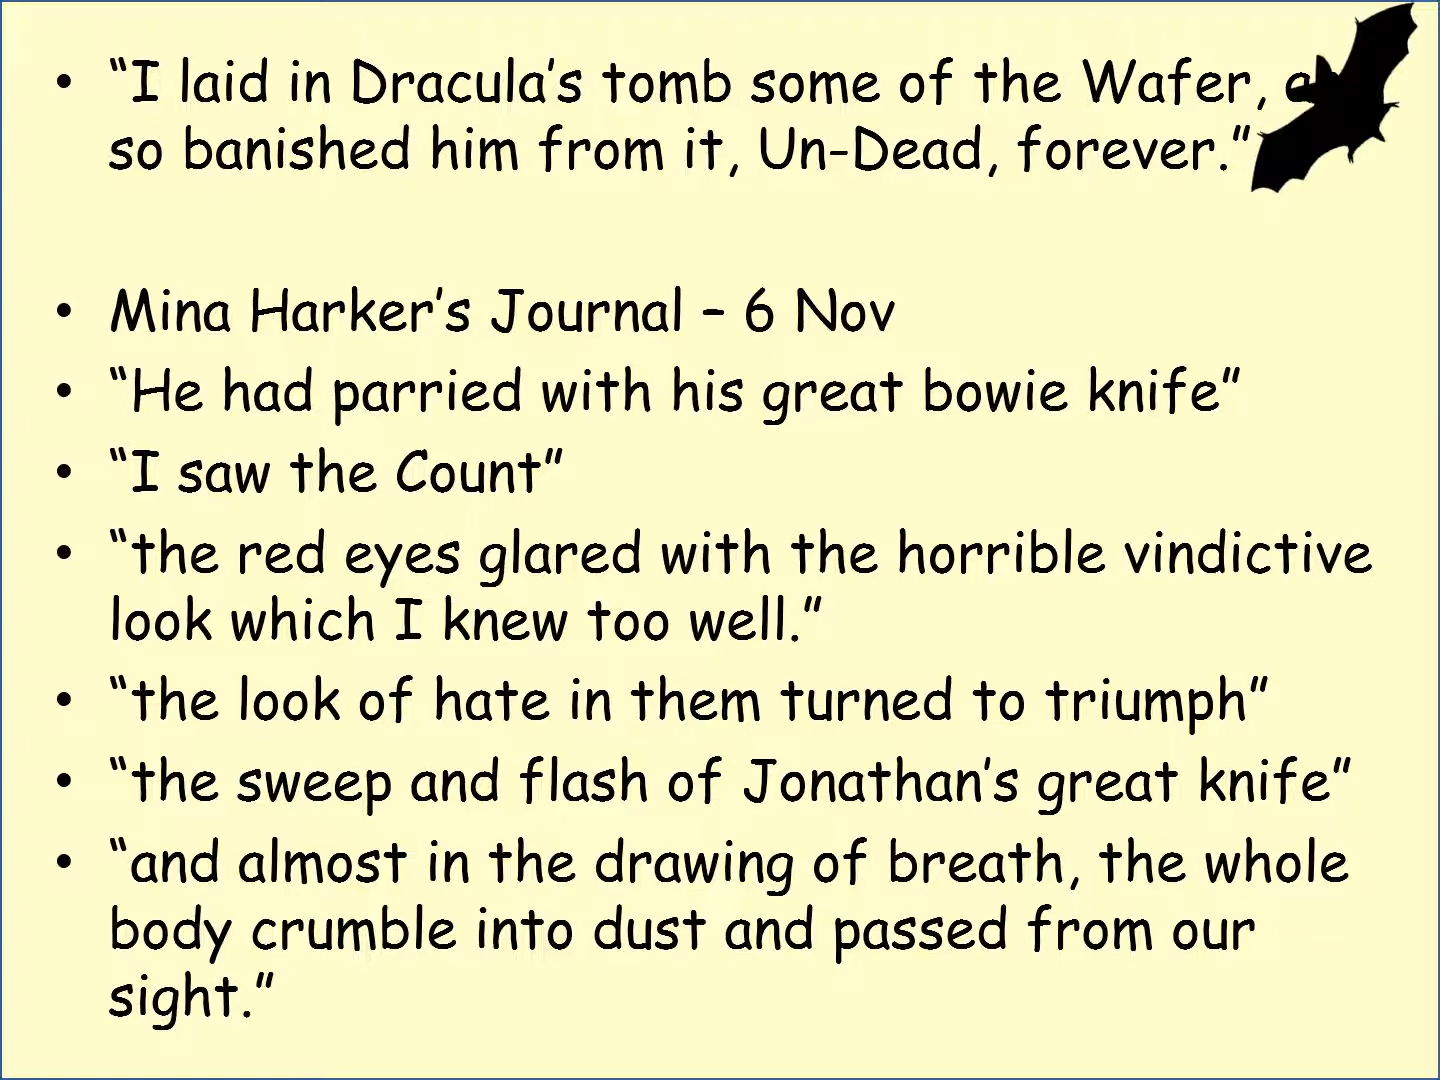 • “I laid in Dracula’s tomb some of the Wafer,
so banished him from it, Un-Dead, forever.”
• Mina Harker’s Journal – 6 Nov
• “He had parried with his great bowie knife”
• “I saw the Count”
• “the red eyes glared with the horrible vindictive
look which I knew too well.”
• “the look of hate in them turned to triumph”
• “the sweep and flash of Jonathan’s great knife”
• “and almost in the drawing of breath, the whole
body crumble into dust and passed from our
sight.”